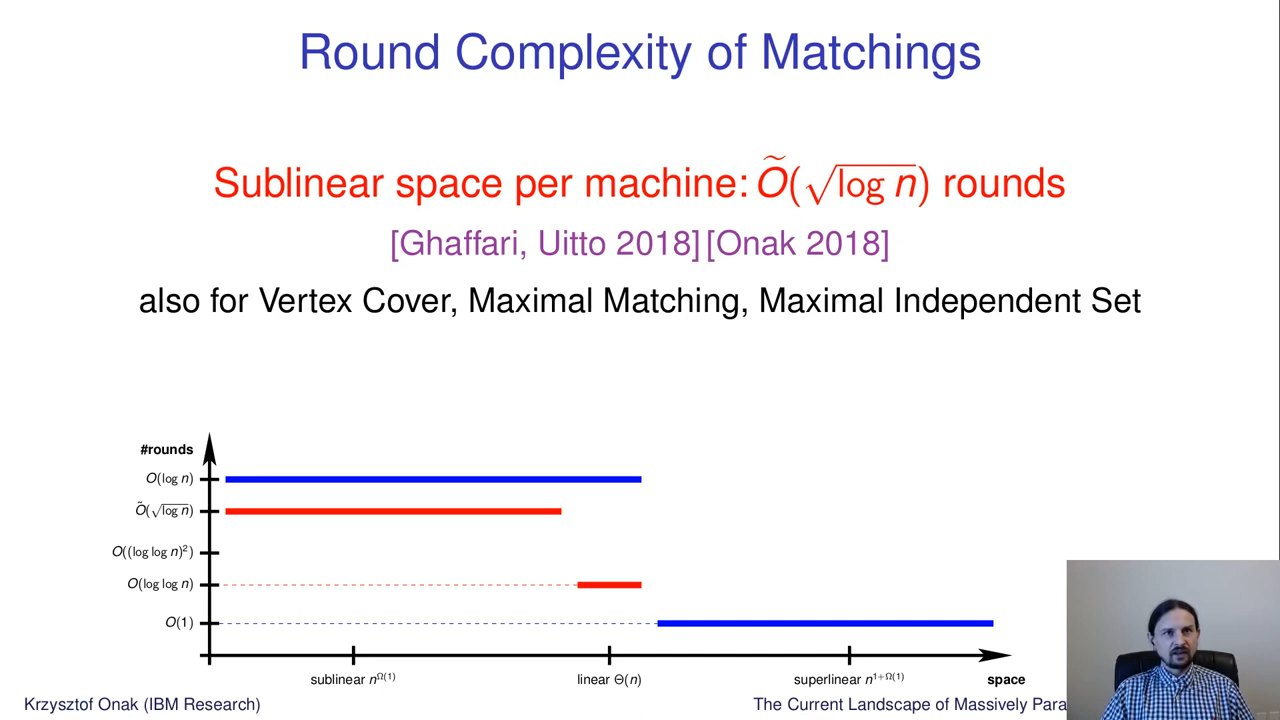 Round Complexity of Matchings
Sublinear space per machine: Õ(√log n) rounds
[Ghaffari, Uitto 2018] [Onak 2018]
also for Vertex Cover, Maximal Matching, Maximal Independent Set
#rounds
O(log n)
Õ(√log n)
O((log log n)²)
O(log log n)
O(1)
sublinear n^Ω(1)
linear Θ(n)
superlinear n^1+Ω(1)
space
Krzysztof Onak (IBM Research)
The Current Landscape of Massively Para